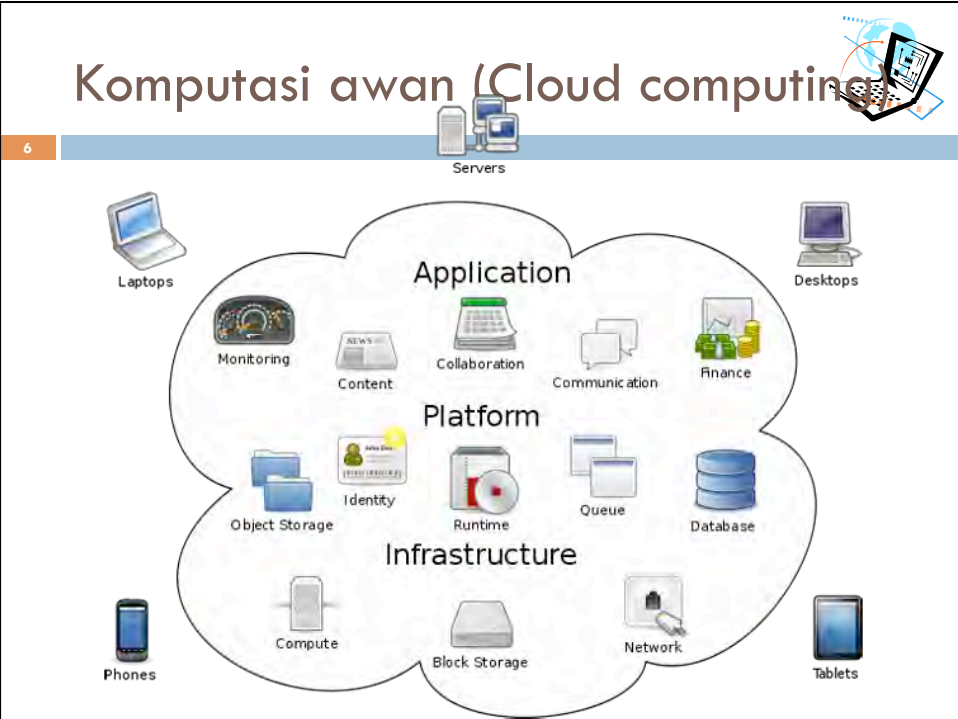 Komputasi awan (Cloud computing)
6
Servers
Laptops
Desktops
Application
Monitoring
NEWS
Content
Collaboration
Communication
Finance
Platform
Object Storage
Identity
Runtime
Queue
Database
Infrastructure
Compute
Block Storage
Network
Phones
Tablets